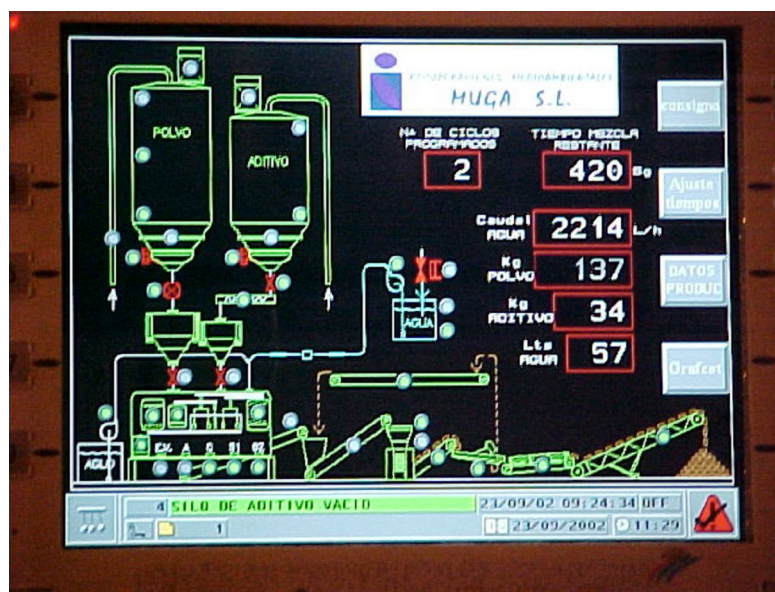 MUGA S.L.
consigna
Nº DE CICLOS
PROGRAMADOS
TIEMPO MEZCLA
RESTANTE
2
420 Sg
POLVO
ADITIVO
Ajuste
tiempos
Caudal
AGUA
2214 L/h
Kg
POLVO
137
DATOS
PRODUC
Kg
ADITIVO
34
AGUA
Lts
AGUA
57
Grafcet
E.V. A S S1 S2
4 SILO DE ADITIVO VACIO 23/09/02 09:24:34 OFF
1 23/09/2002 11:29